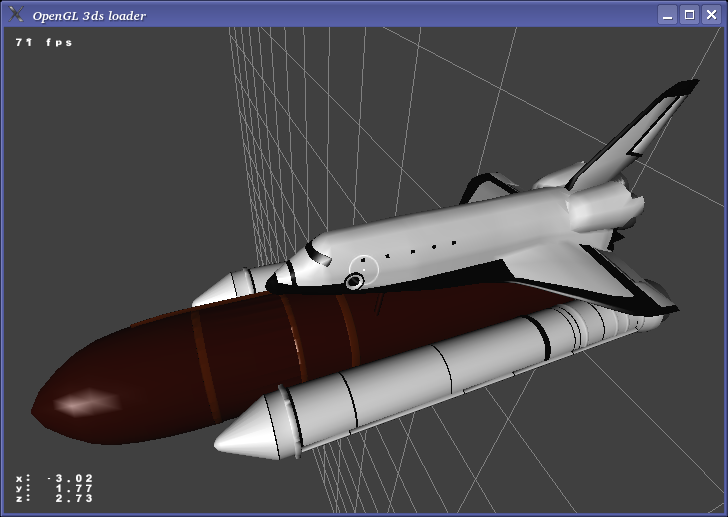 OpenGL 3ds loader
71 fps
x: -3.02
y: 1.77
z: 2.73